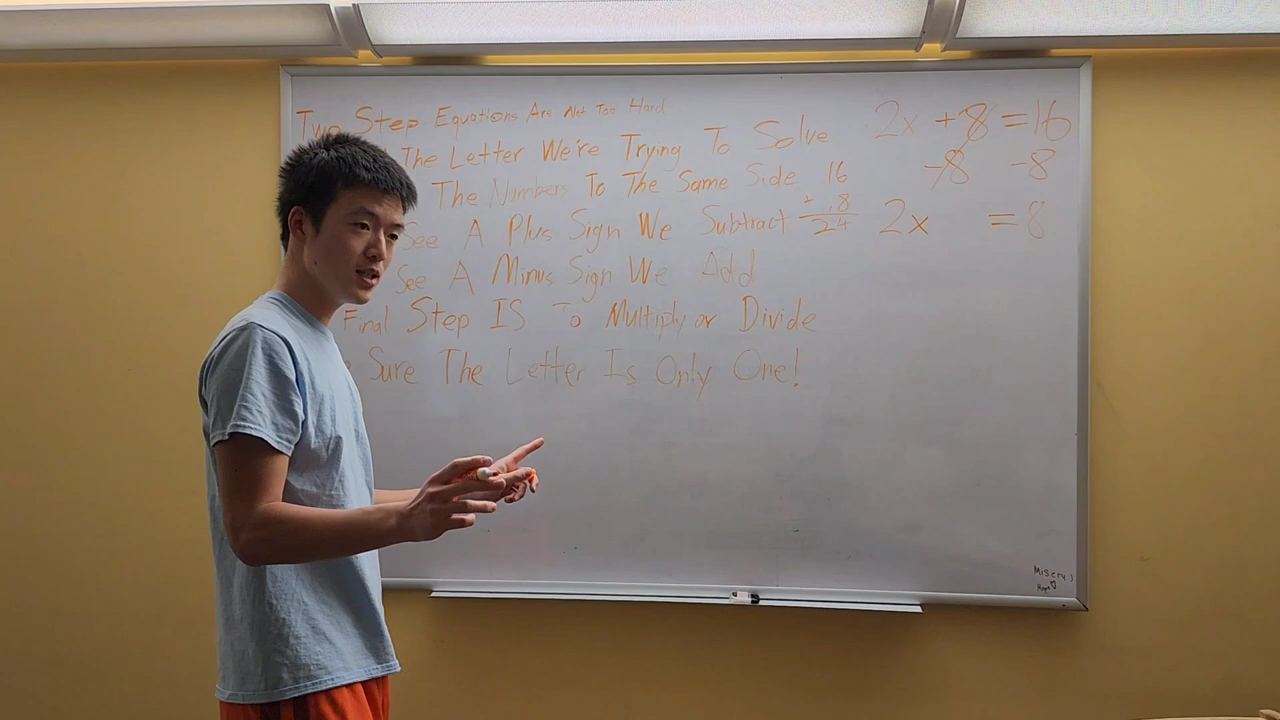 Two Step Equations Are Not Too Hard
The Letter We're Trying To Solve
The Numbers To The Same Side
See A Plus Sign We Subtract
See A Minus Sign We Add
Final Step IS To Multiply or Divide
Sure The Letter Is Only One!
16
+ 8
24
2x + 8 = 16
-8 -8
2x = 8
Misery
Hope